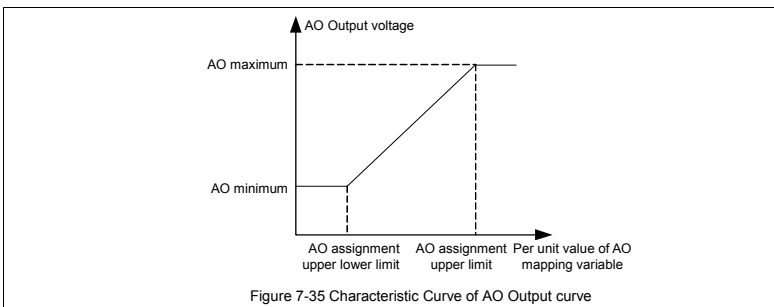 AO Output voltage
AO maximum
AO minimum
AO assignment
upper lower limit
AO assignment
upper limit
Per unit value of AO
mapping variable
Figure 7-35 Characteristic Curve of AO Output curve